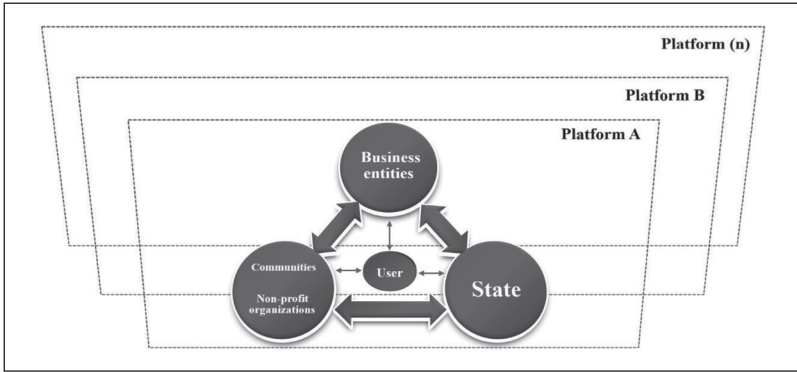 Platform (n)
Platform B
Platform A
Business
entities
Communities
Non-profit
organizations
User
State